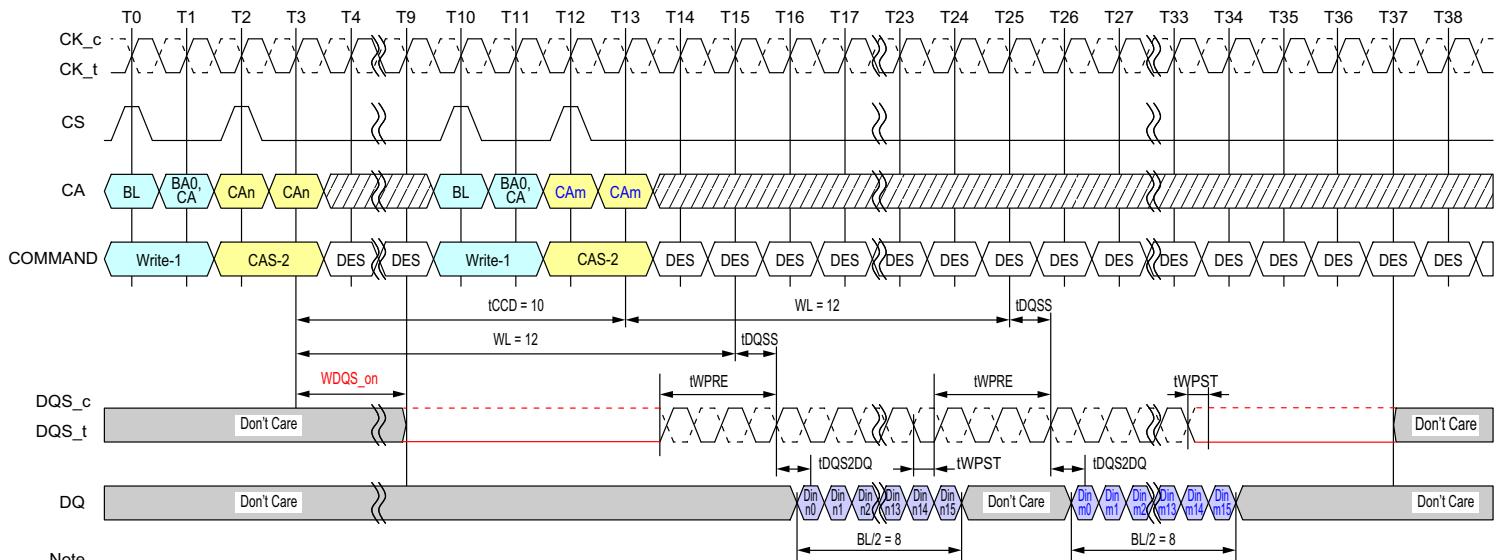 T0 T1 T2 T3 T4 T9 T10 T11 T12 T13 T14 T15 T16 T17 T23 T24 T25 T26 T27 T33 T34 T35 T36 T37 T38
CK_c
CK_t
CS
CA BL BA0, CA CAn CAn BL BA0, CA CAm CAm
COMMAND Write-1 CAS-2 DES DES Write-1 CAS-2 DES DES DES DES DES DES DES DES DES DES DES DES DES DES DES
tCCD = 10 WL = 12 tDQSS
WL = 12 tDQSS
WDQS_on tWPRE tWPRE tWPST
DQS_c
DQS_t Don't Care Don't Care
tDQS2DQ tWPST tDQS2DQ
DQ Don't Care Din n0 Din n1 Din n2 Din n13 Din n14 Din n15 Don't Care Din m0 Din m1 Din m2 Din m13 Din m14 Din m15 Don't Care
BL/2 = 8 BL/2 = 8
Note